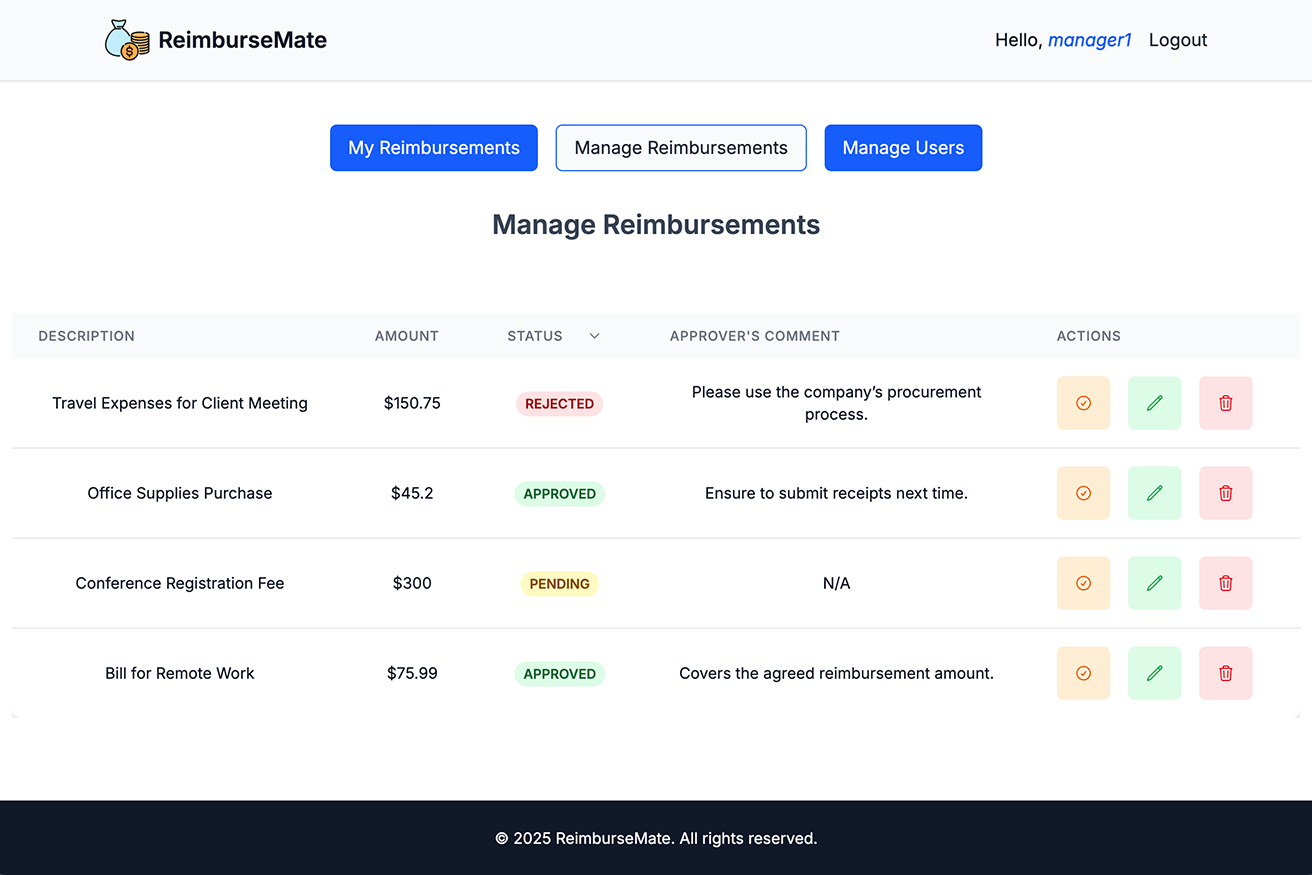 ReimburseMate
Hello, manager1 Logout
My Reimbursements Manage Reimbursements Manage Users
Manage Reimbursements
DESCRIPTION AMOUNT STATUS APPROVER'S COMMENT ACTIONS
Travel Expenses for Client Meeting $150.75 REJECTED Please use the company’s procurement
process.
Office Supplies Purchase $45.2 APPROVED Ensure to submit receipts next time.
Conference Registration Fee $300 PENDING N/A
Bill for Remote Work $75.99 APPROVED Covers the agreed reimbursement amount.
© 2025 ReimburseMate. All rights reserved.